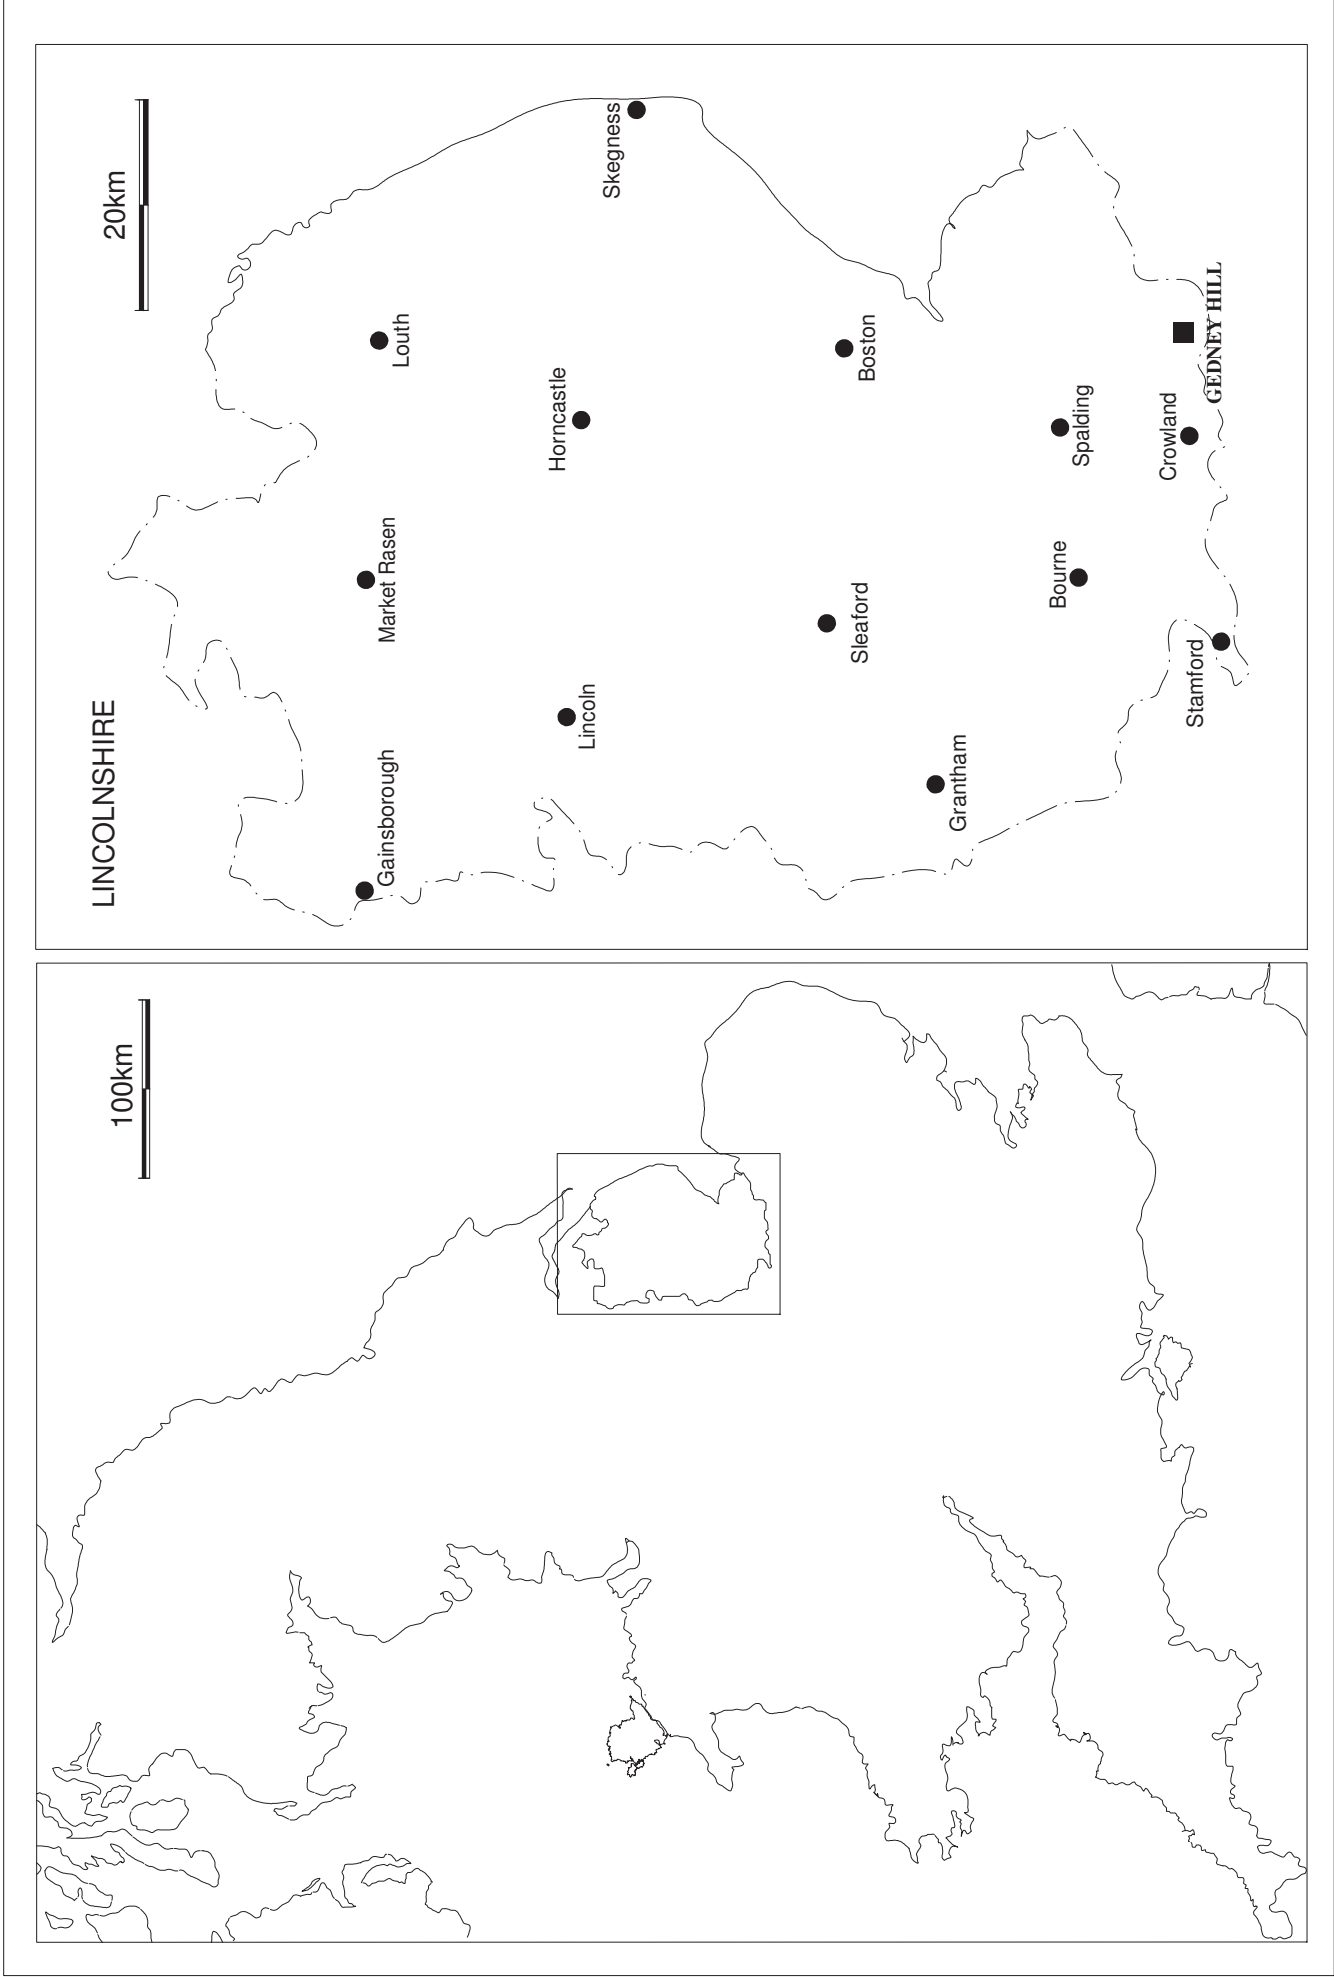 100km
LINCOLNSHIRE
20km
Gainsborough
Market Rasen
Louth
Lincoln
Horncastle
Skegness
Sleaford
Boston
Grantham
Bourne
Spalding
Stamford
Crowland
GEDNEY HILL